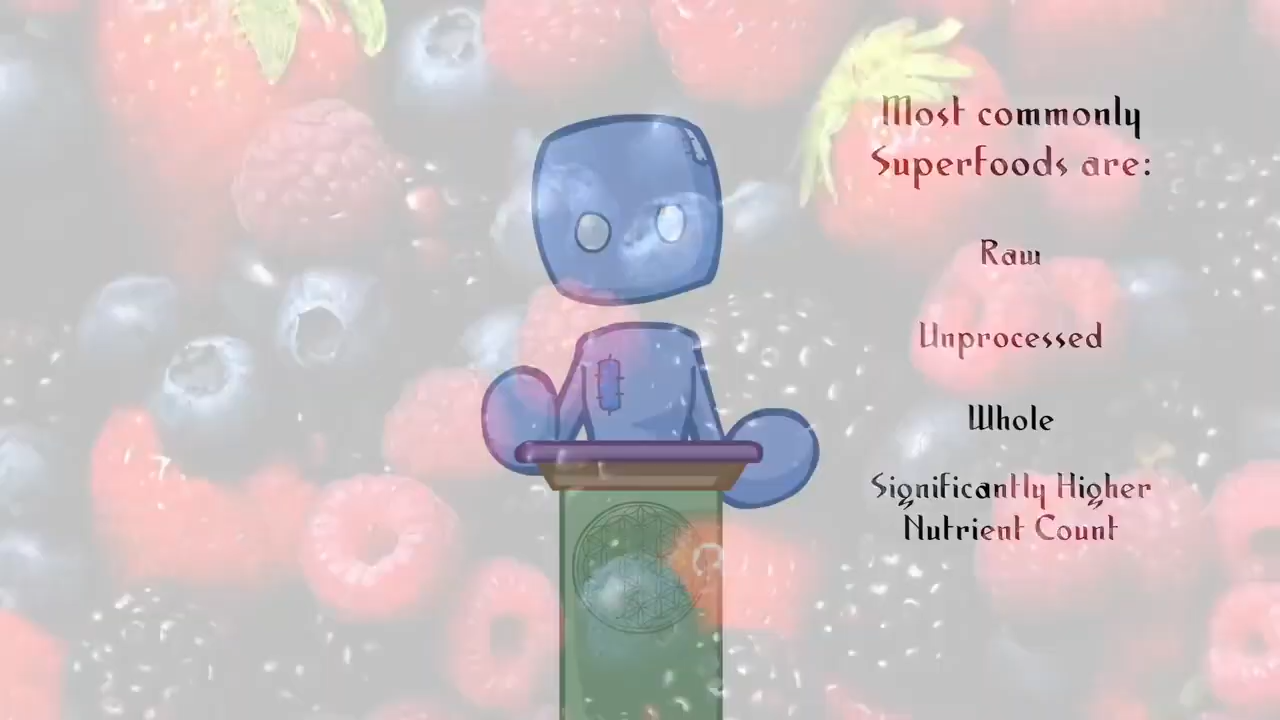 Most commonly
Superfoods are:
Raw
Unprocessed
Whole
Significantly Higher
Nutrient Count